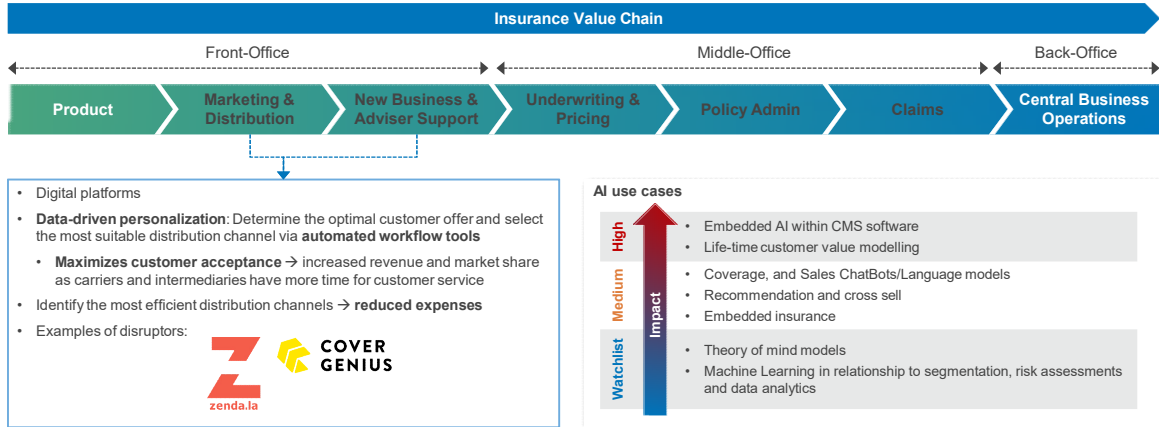 Insurance Value Chain
Front-Office
Middle-Office
Back-Office
Product
Marketing &
Distribution
New Business &
Adviser Support
Underwriting &
Pricing
Policy Admin
Claims
Central Business
Operations
• Digital platforms
• Data-driven personalization: Determine the optimal customer offer and select
the most suitable distribution channel via automated workflow tools
• Maximizes customer acceptance → increased revenue and market share
as carriers and intermediaries have more time for customer service
• Identify the most efficient distribution channels → reduced expenses
• Examples of disruptors:
zenda.la
COVER
GENIUS
AI use cases
Impact
High
• Embedded AI within CMS software
• Life-time customer value modelling
Medium
• Coverage, and Sales ChatBots/Language models
• Recommendation and cross sell
• Embedded insurance
Watchlist
• Theory of mind models
• Machine Learning in relationship to segmentation, risk assessments
and data analytics